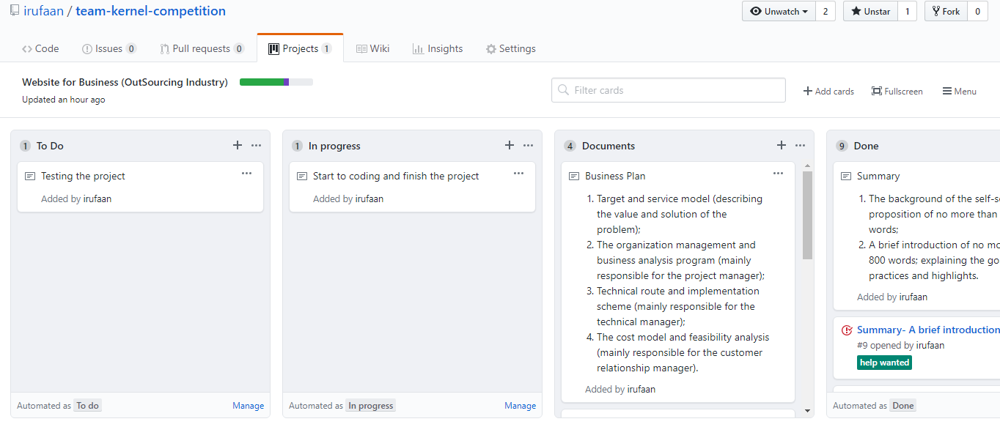 irufaan / team-kernel-competition
Unwatch 2 Unstar 1 Fork 0
Code Issues 0 Pull requests 0 Projects 1 Wiki Insights Settings
Website for Business (OutSourcing Industry)
Updated an hour ago
Filter cards
Add cards Fullscreen Menu
1 To Do
Testing the project
Added by irufaan
Automated as To do Manage
1 In progress
Start to coding and finish the project
Added by irufaan
Automated as In progress Manage
4 Documents
Business Plan
1. Target and service model (describing
the value and solution of the
problem);
2. The organization management and
business analysis program (mainly
responsible for the project manager);
3. Technical route and implementation
scheme (mainly responsible for the
technical manager);
4. The cost model and feasibility analysis
(mainly responsible for the customer
relationship manager).
Added by irufaan
9 Done
Summary
1. The background of the self-s
proposition of no more than
words;
2. A brief introduction of no mo
800 words; explaining the go
practices and highlights.
Added by irufaan
Summary- A brief introduction
#9 opened by irufaan
help wanted
Automated as Done